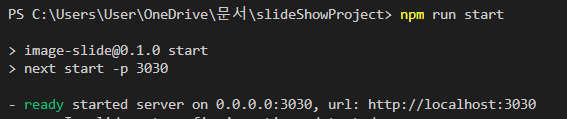 PS C:\Users\User\OneDrive\문서\slideShowProject> npm run start
> image-slide@0.1.0 start
> next start -p 3030
- ready started server on 0.0.0.0:3030, url: http://localhost:3030